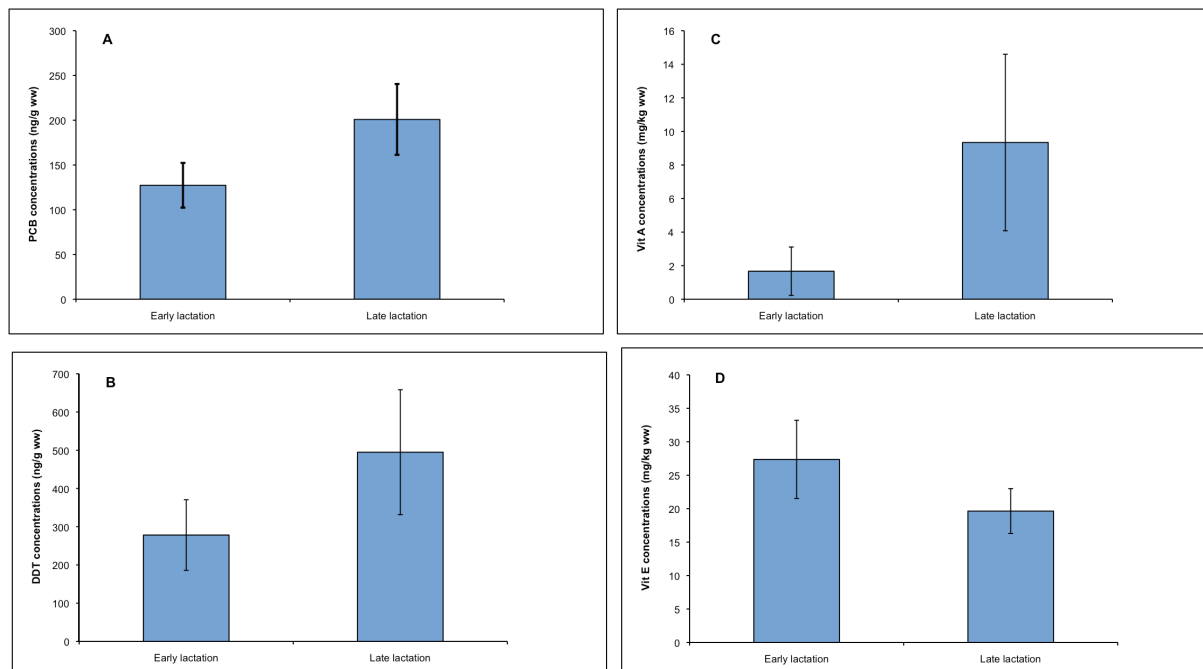 A
PCB concentrations (ng/g ww)
300
250
200
150
100
50
0
Early lactation Late lactation
C
Vit A concentrations (mg/kg ww)
16
14
12
10
8
6
4
2
0
Early lactation Late lactation
B
DDT concentrations (ng/g ww)
700
600
500
400
300
200
100
0
Early lactation Late lactation
D
Vit E concentrations (mg/kg ww)
40
35
30
25
20
15
10
5
0
Early lactation Late lactation